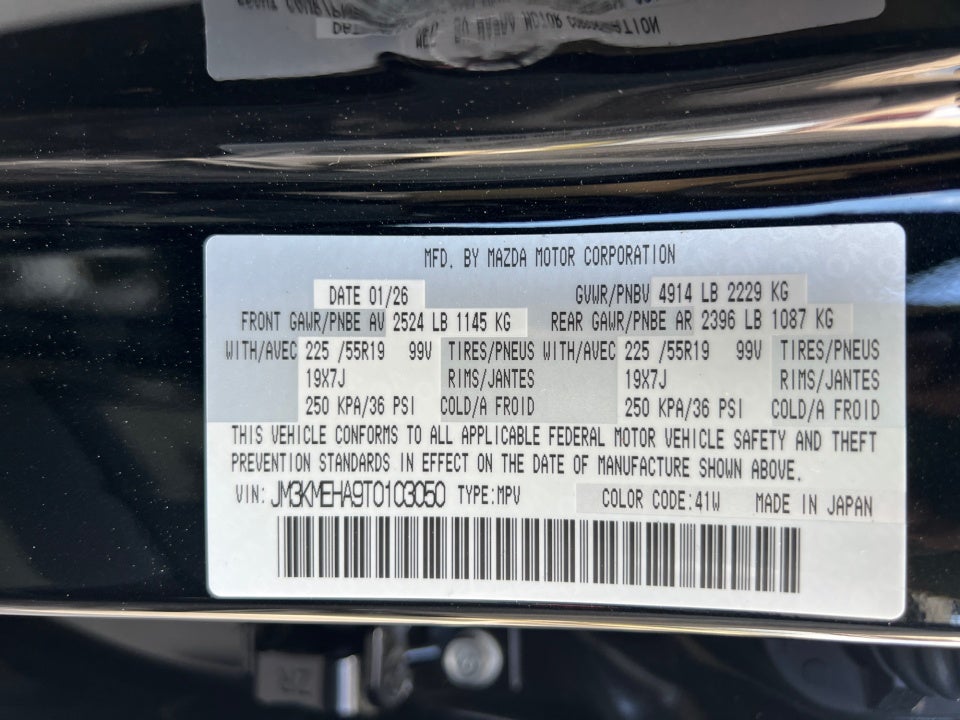 MFD. BY MAZDA MOTOR CORPORATION
DATE 01/26 GVWR/PNBV 4914 LB 2229 KG
FRONT GAWR/PNBE AV 2524 LB 1145 KG REAR GAWR/PNBE AR 2396 LB 1087 KG
WITH/AVEC 225 /55R19 99V TIRES/PNEUS WITH/AVEC 225 /55R19 99V TIRES/PNEUS
19X7J RIMS/JANTES 19X7J RIMS/JANTES
250 KPA/36 PSI COLD/A FROID 250 KPA/36 PSI COLD/A FROID
THIS VEHICLE CONFORMS TO ALL APPLICABLE FEDERAL MOTOR VEHICLE SAFETY AND THEFT
PREVENTION STANDARDS IN EFFECT ON THE DATE OF MANUFACTURE SHOWN ABOVE.
VIN: JM3KMEHA9T0103050 TYPE:MPV COLOR CODE:41W MADE IN JAPAN